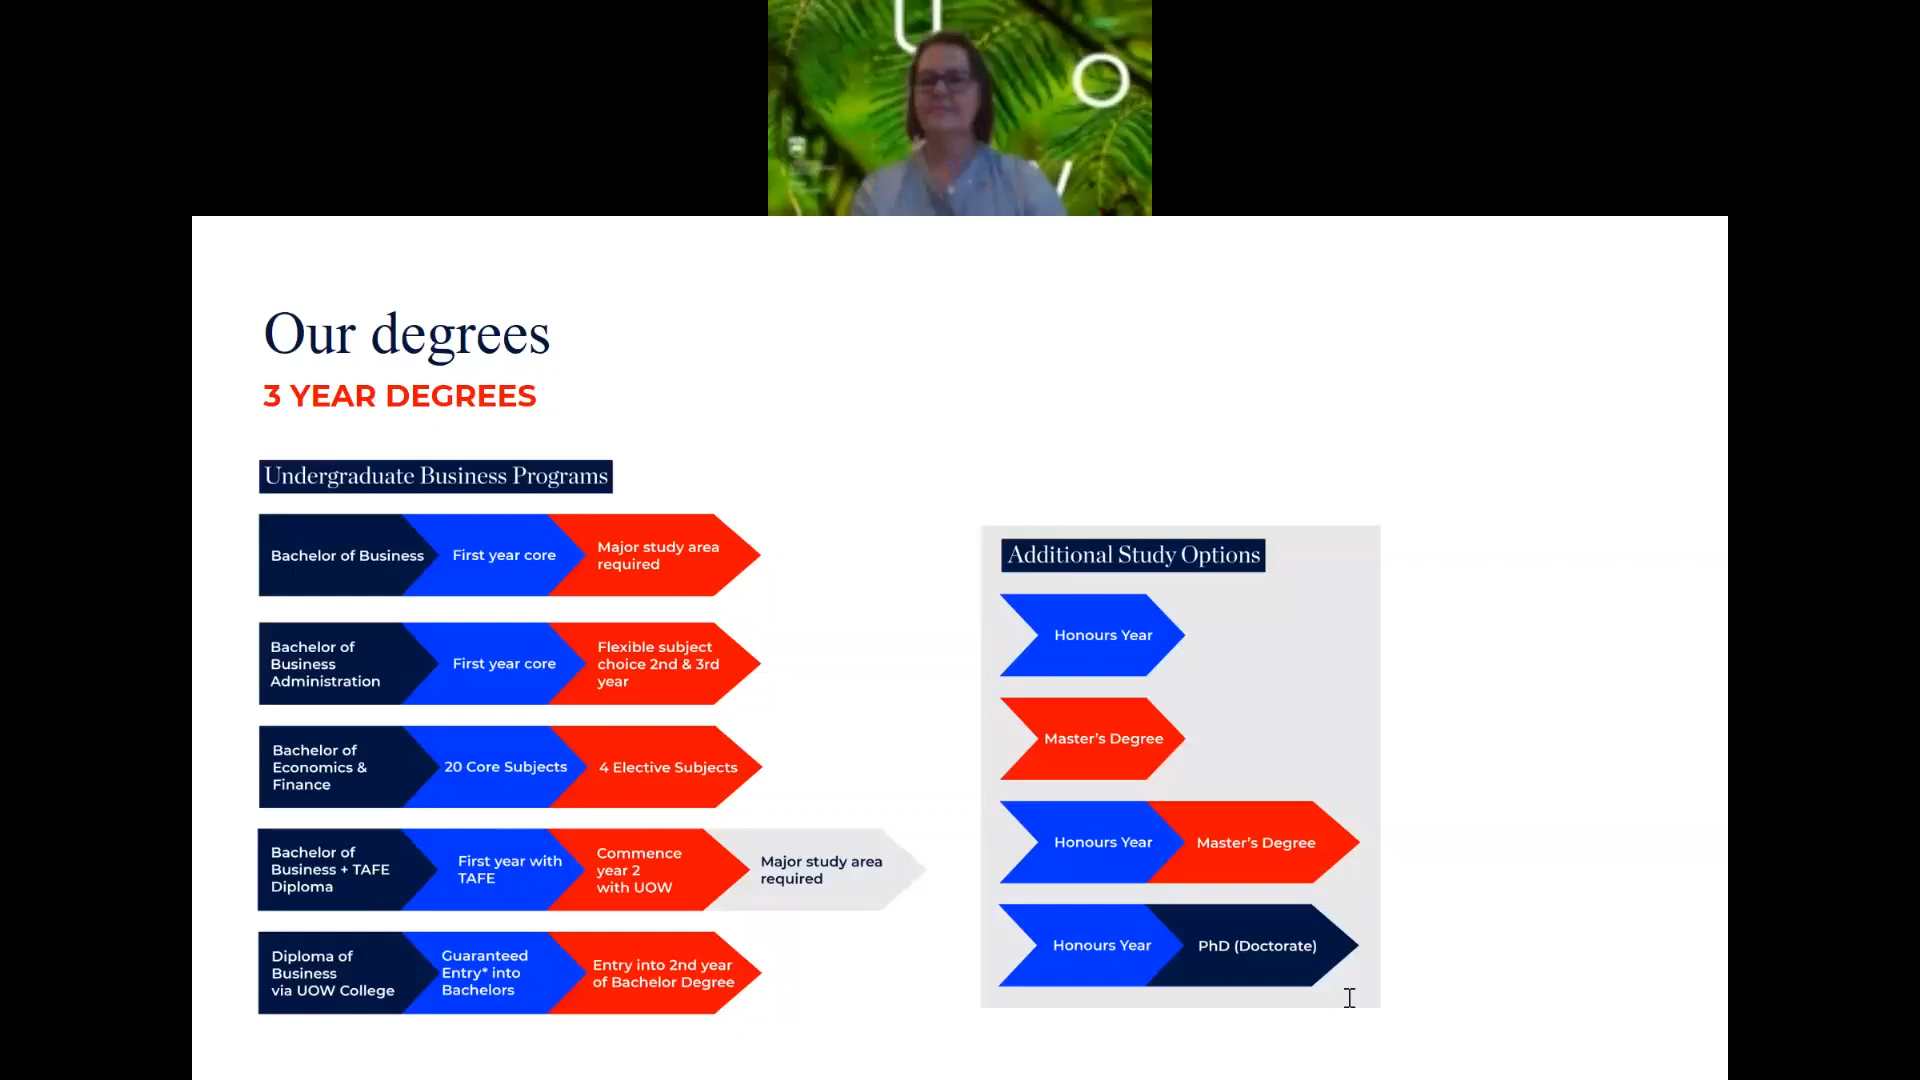 U
O
Our degrees
3 YEAR DEGREES
Undergraduate Business Programs
Bachelor of Business
First year core
Major study area
required
Bachelor of
Business
Administration
First year core
Flexible subject
choice 2nd & 3rd
year
Bachelor of
Economics &
Finance
20 Core Subjects
4 Elective Subjects
Bachelor of
Business + TAFE
Diploma
First year with
TAFE
Commence
year 2
with UOW
Major study area
required
Diploma of
Business
via UOW College
Guaranteed
Entry* into
Bachelors
Entry into 2nd year
of Bachelor Degree
Additional Study Options
Honours Year
Master's Degree
Honours Year
Master's Degree
Honours Year
PhD (Doctorate)